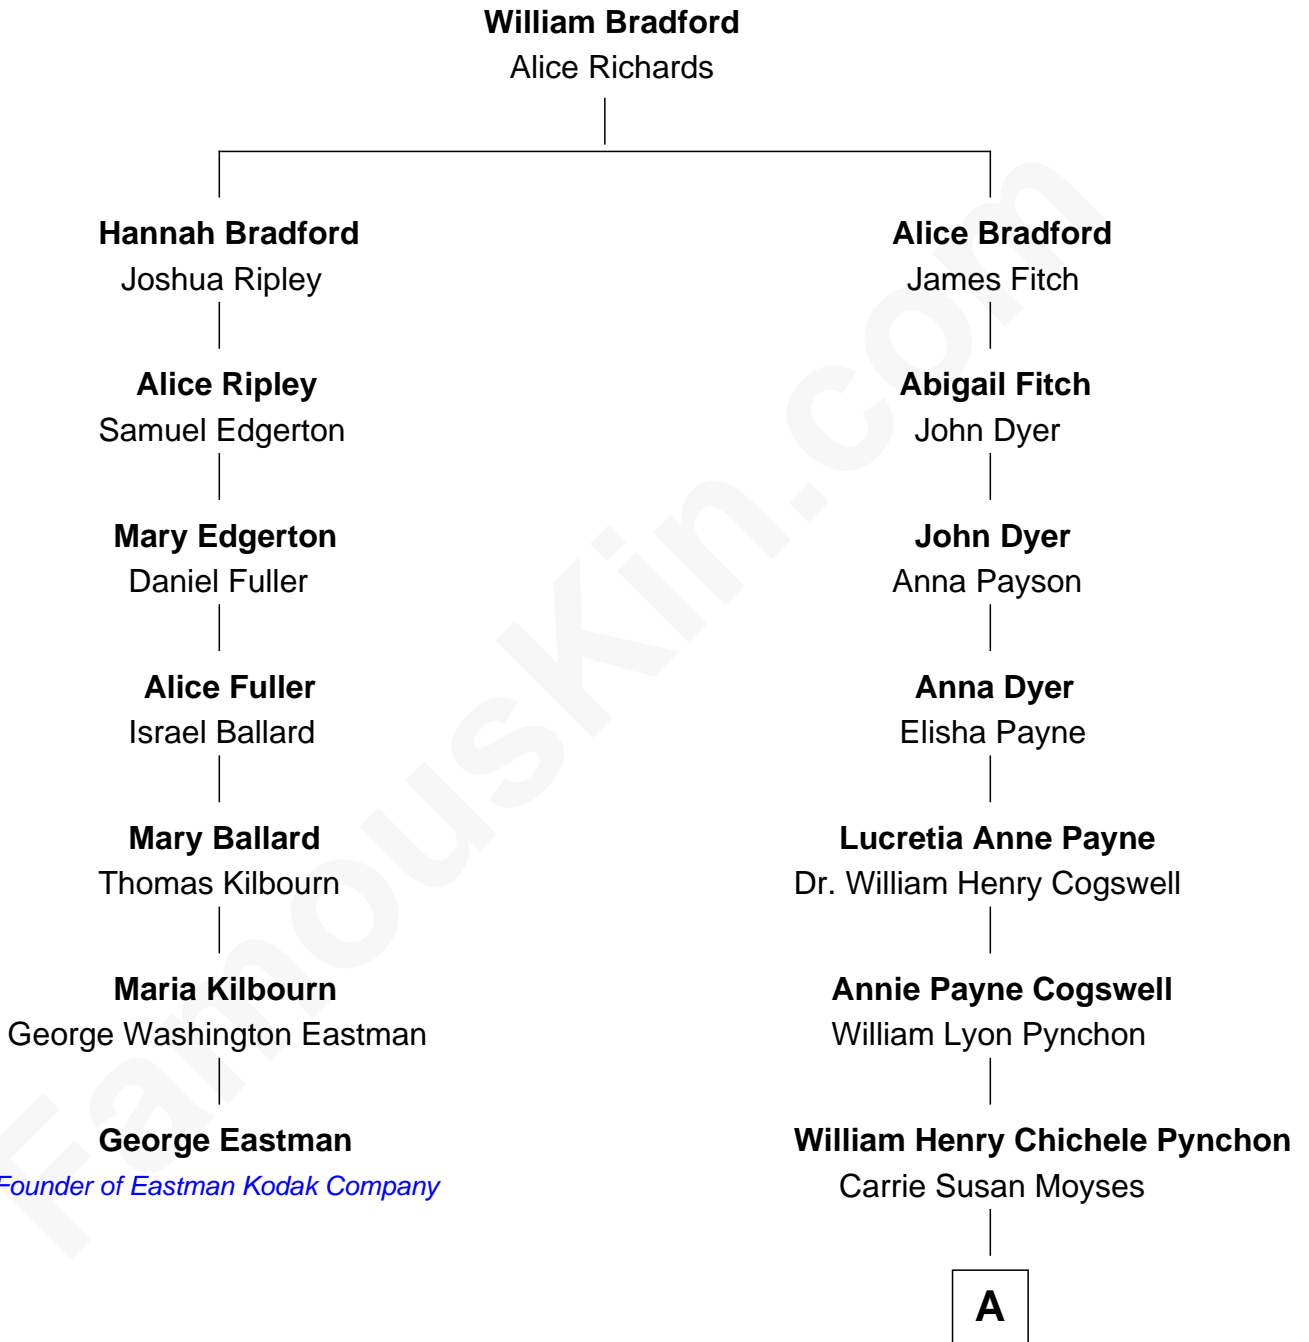 William Bradford
Alice Richards
Hannah Bradford
Joshua Ripley
Alice Ripley
Samuel Edgerton
Mary Edgerton
Daniel Fuller
Alice Fuller
Israel Ballard
Mary Ballard
Thomas Kilbourn
Maria Kilbourn
George Washington Eastman
George Eastman
Founder of Eastman Kodak Company
Alice Bradford
James Fitch
Abigail Fitch
John Dyer
John Dyer
Anna Payson
Anna Dyer
Elisha Payne
Lucretia Anne Payne
Dr. William Henry Cogswell
Annie Payne Cogswell
William Lyon Pynchon
William Henry Chichele Pynchon
Carrie Susan Moyses
A
FamousKin.com